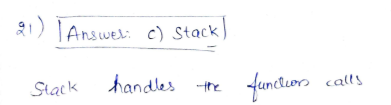 21) Answer: c) Stack
Stack handles the function calls